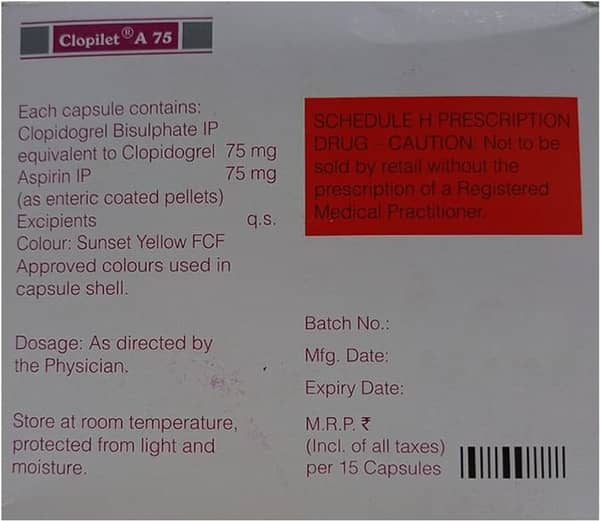 Clopilet® A 75
Each capsule contains:
Clopidogrel Bisulphate IP
equivalent to Clopidogrel 75 mg
Aspirin IP 75 mg
(as enteric coated pellets)
Excipients q.s.
Colour: Sunset Yellow FCF
Approved colours used in
capsule shell.
Dosage: As directed by
the Physician.
Store at room temperature,
protected from light and
moisture.
SCHEDULE H PRESCRIPTION
DRUG - CAUTION: Not to be
sold by retail without the
prescription of a Registered
Medical Practitioner.
Batch No.:
Mfg. Date:
Expiry Date:
M.R.P. ₹
(Incl. of all taxes)
per 15 Capsules